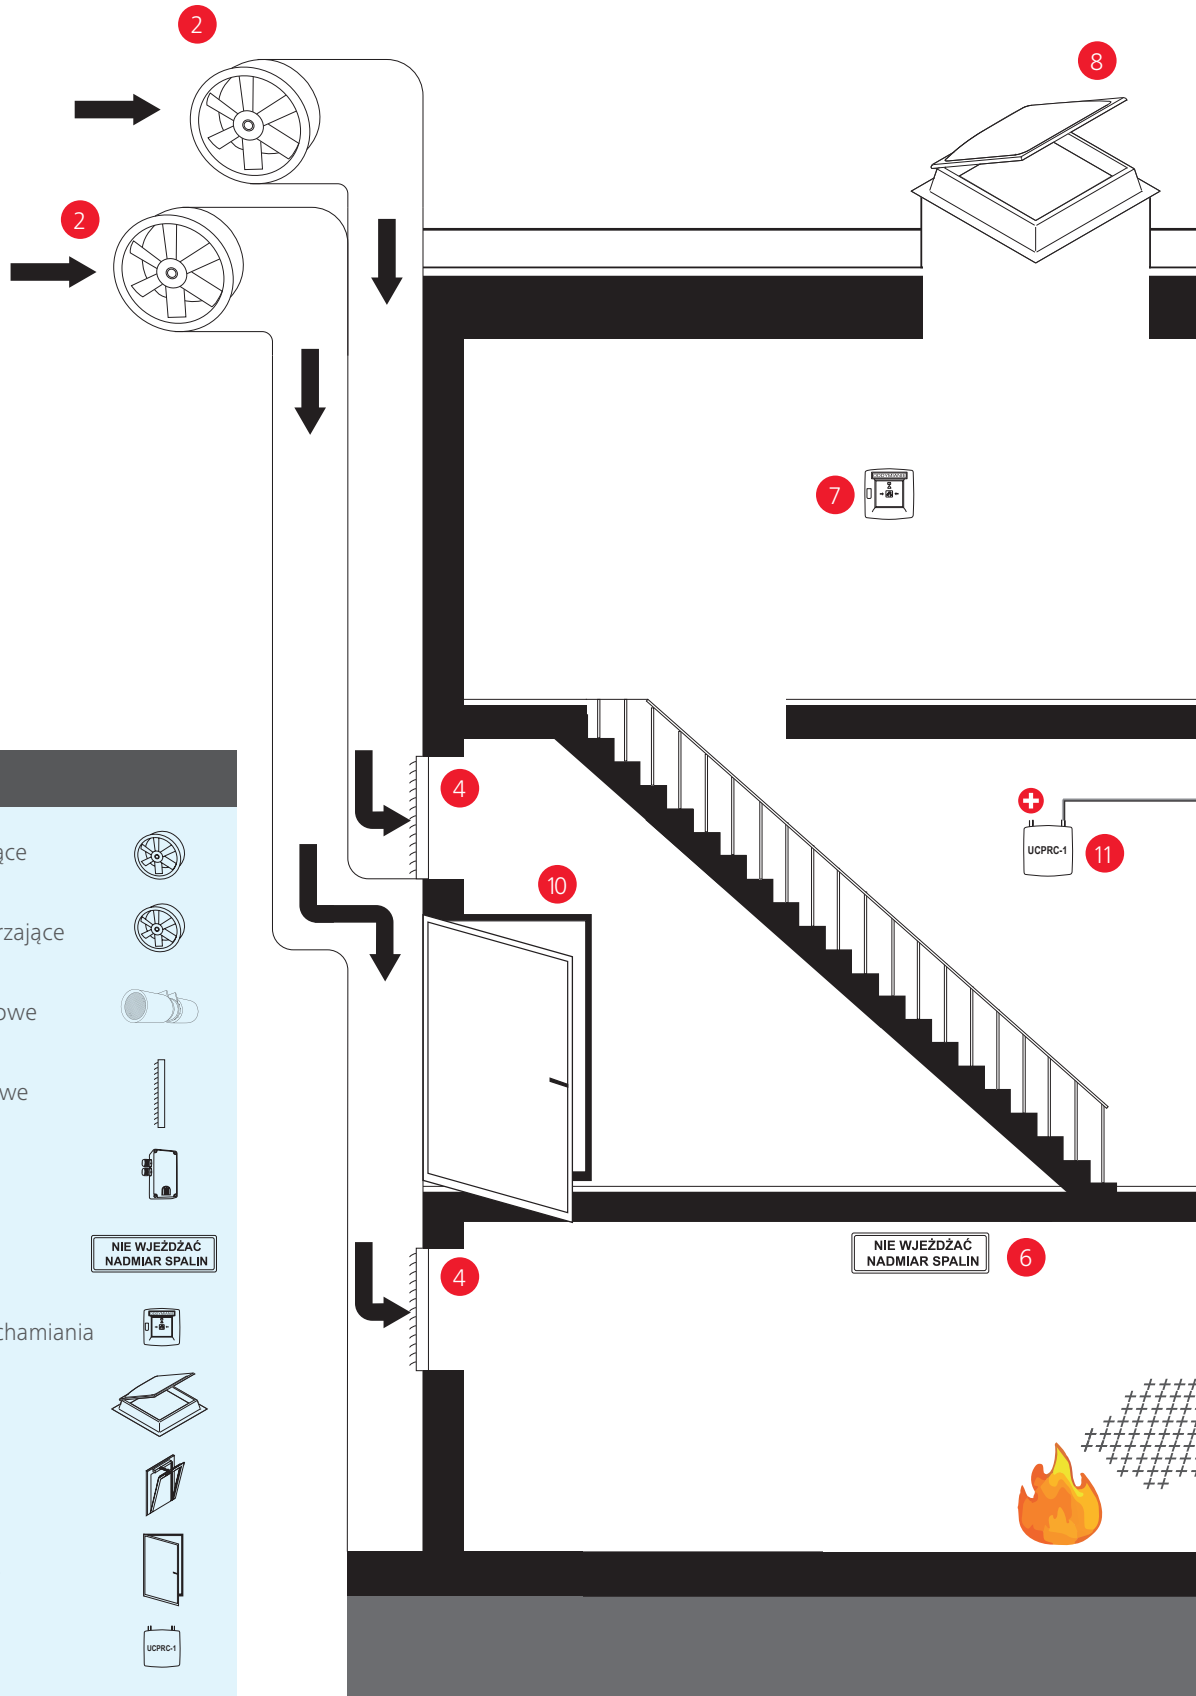 2
8
2
7
4
UCPRC-1
11
10
ące
rzające
owe
we
NIE WJEŻDŻAĆ
NADMIAR SPALIN
chamiania
UCPRC-1
NIE WJEŻDŻAĆ
NADMIAR SPALIN
6
4